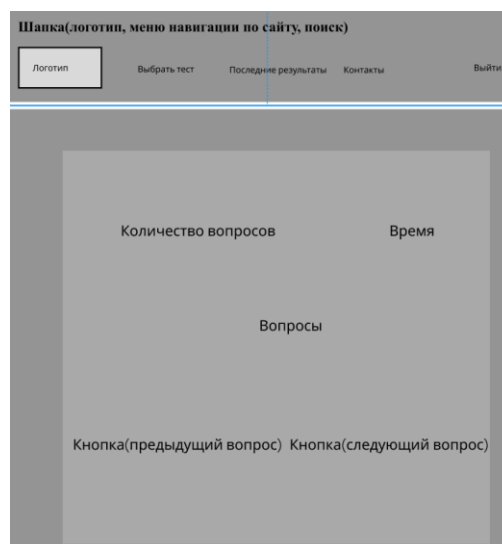 Шапка(логотип, меню навигации по сайту, поиск)
Логотип Выбрать тест Последние результаты Контакты Выйти
Количество вопросов Время
Вопросы
Кнопка(предыдущий вопрос) Кнопка(следующий вопрос)